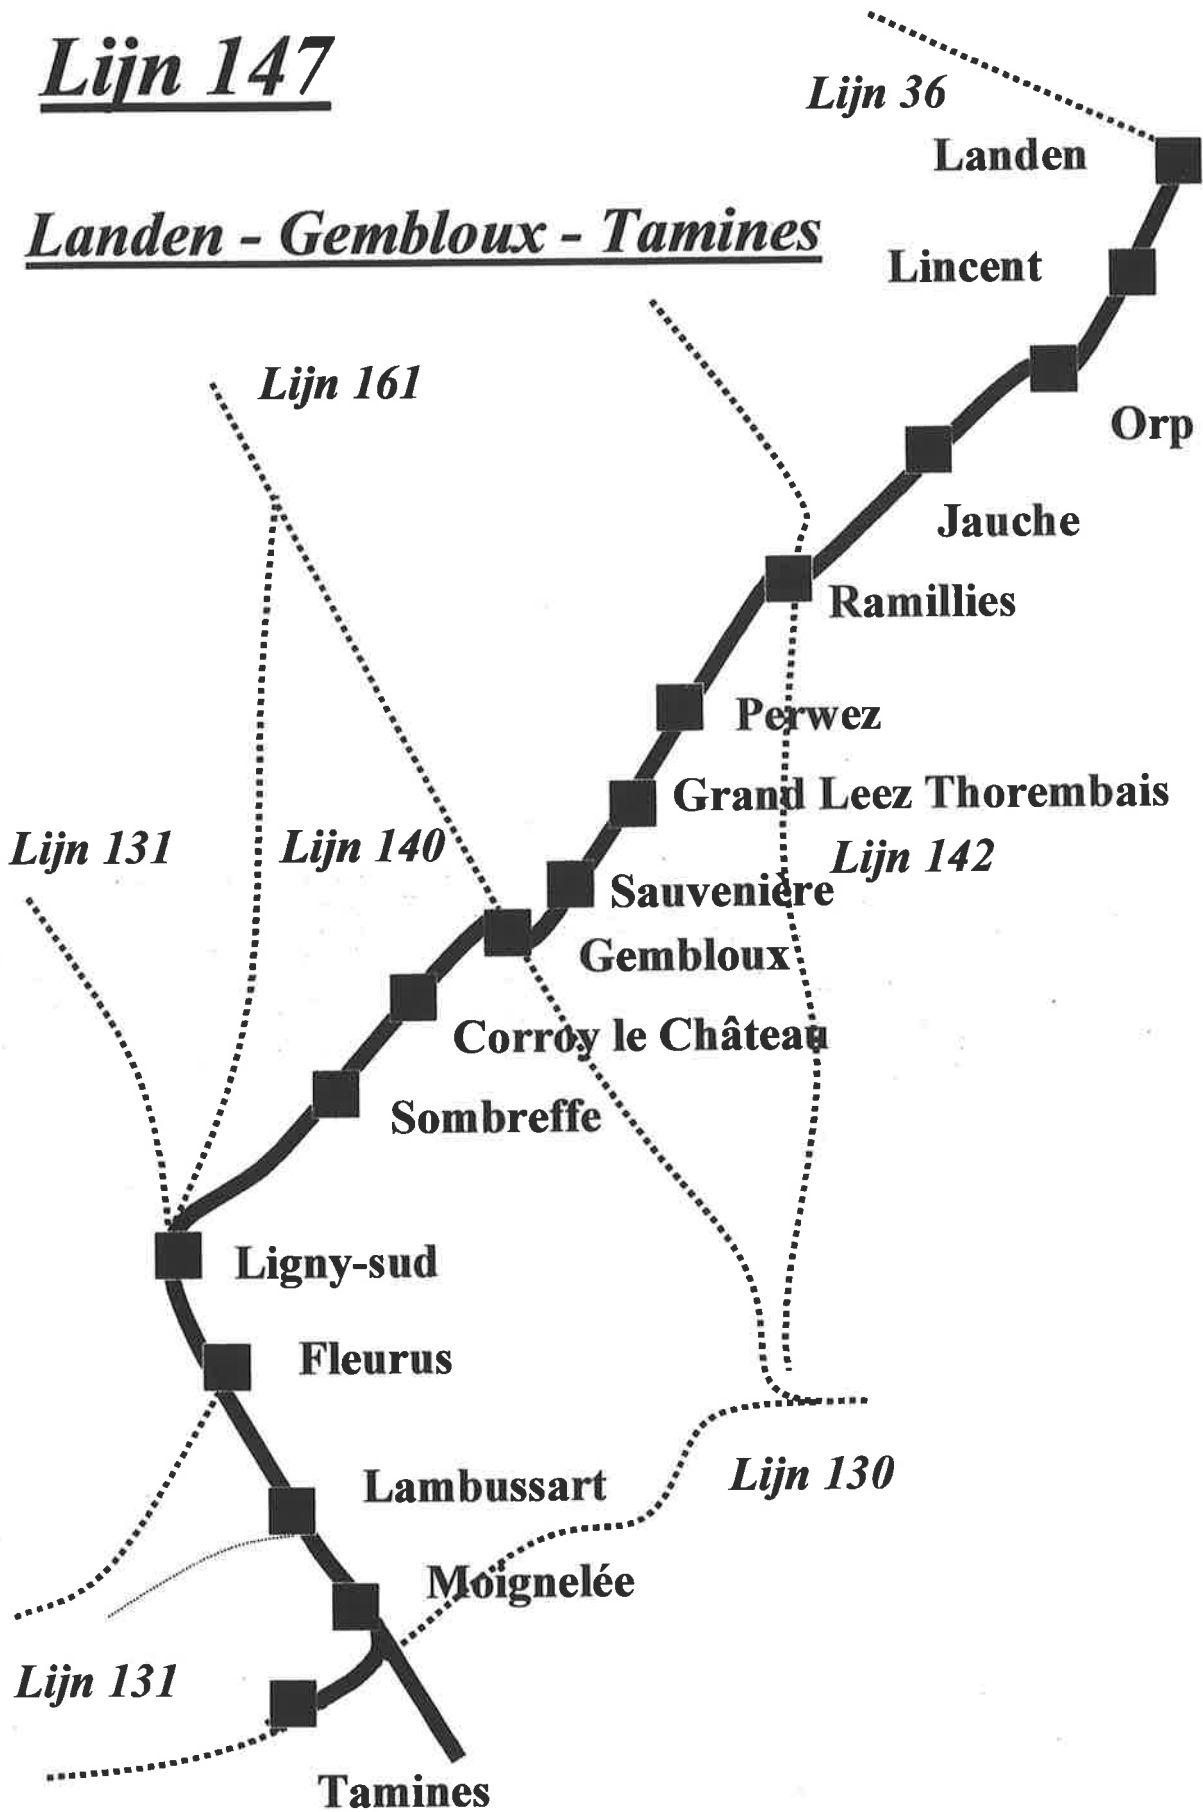 Lijn 147
Lijn 36
Landen
Landen - Gembloux - Tamines
Lincent
Lijn 161
Orp
Jauche
Ramillies
Perwez
Grand Leez Thorembais
Lijn 131
Lijn 140
Lijn 142
Sauvenière
Gembloux
Corroy le Château
Sombreffe
Ligny-sud
Fleurus
Lijn 130
Lambussart
Moignelée
Lijn 131
Tamines